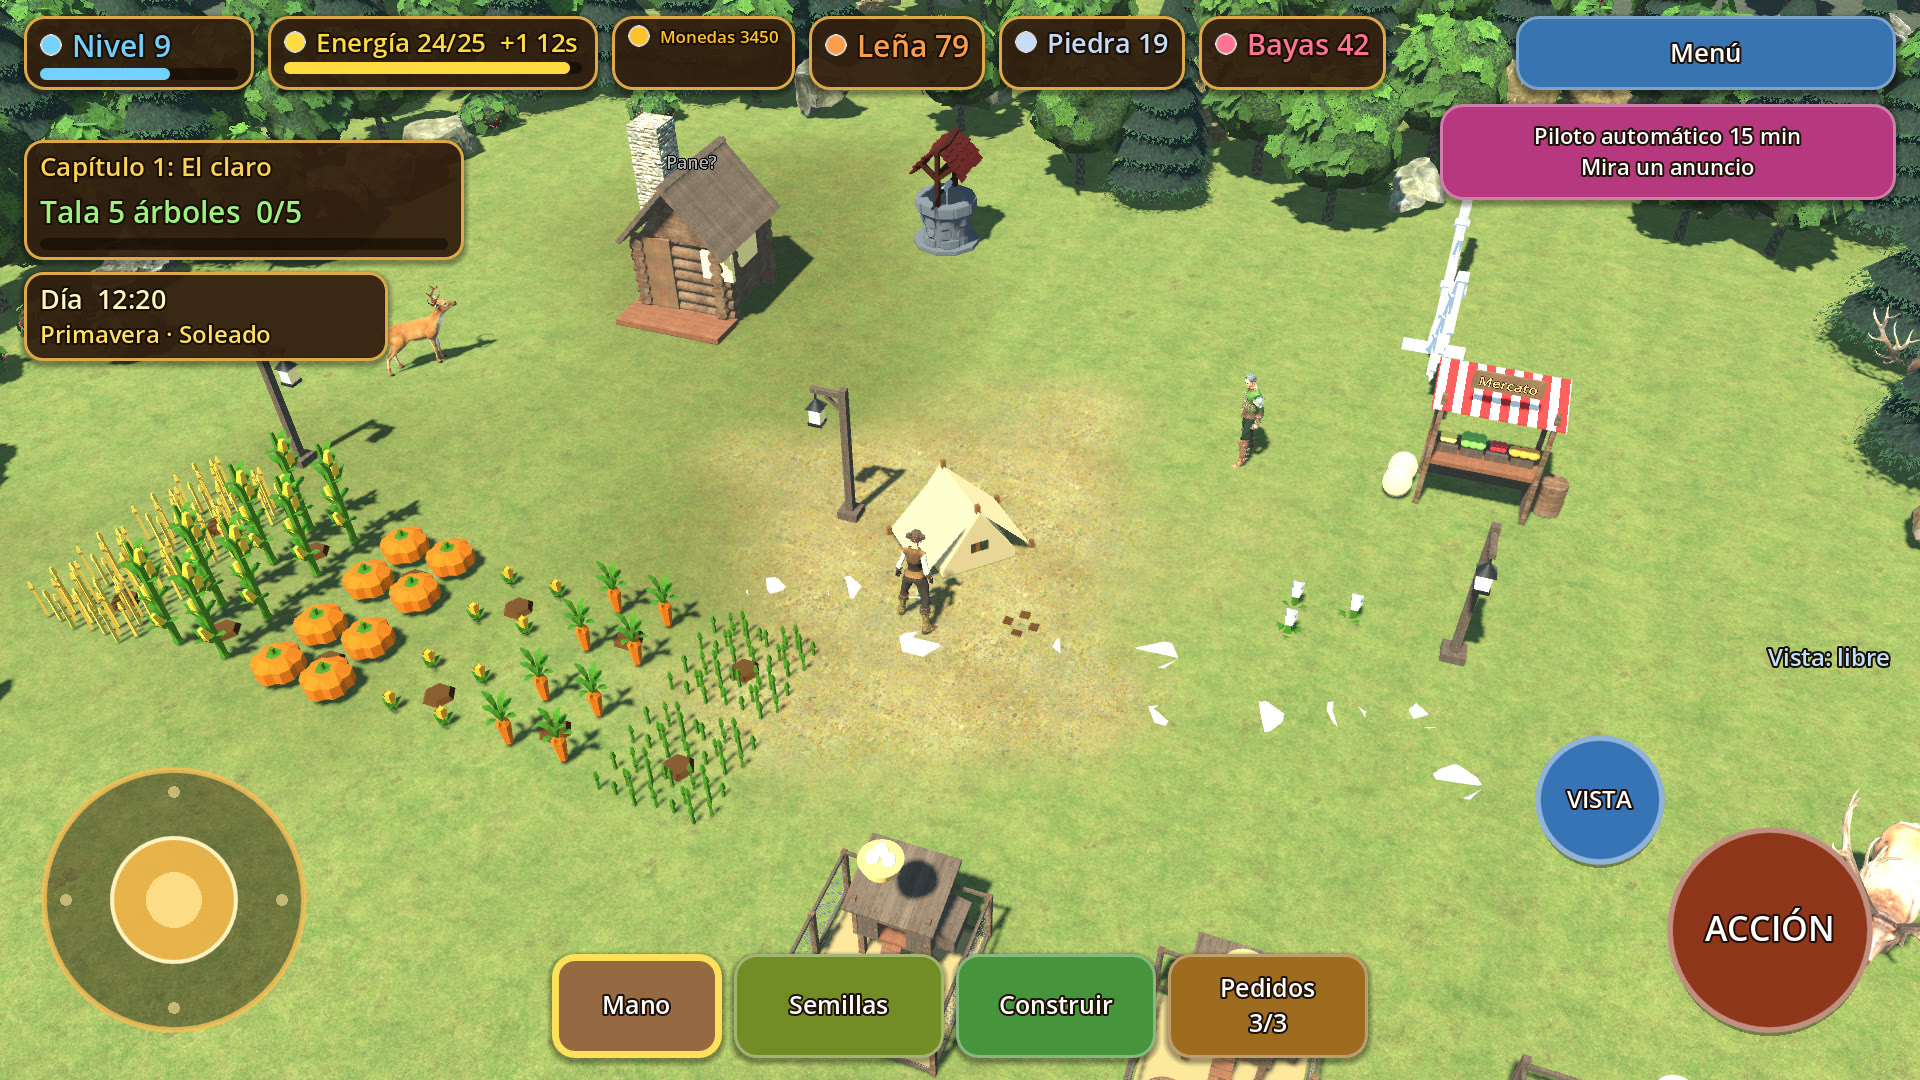 Nivel 9
Energía 24/25 +1 12s
Monedas 3450
Leña 79
Piedra 19
Bayas 42
Menú
Piloto automático 15 min
Mira un anuncio
Capítulo 1: El claro
Tala 5 árboles 0/5
Día 12:20
Primavera · Soleado
Pane?
Mercato
Vista: libre
VISTA
ACCIÓN
Mano
Semillas
Construir
Pedidos
3/3